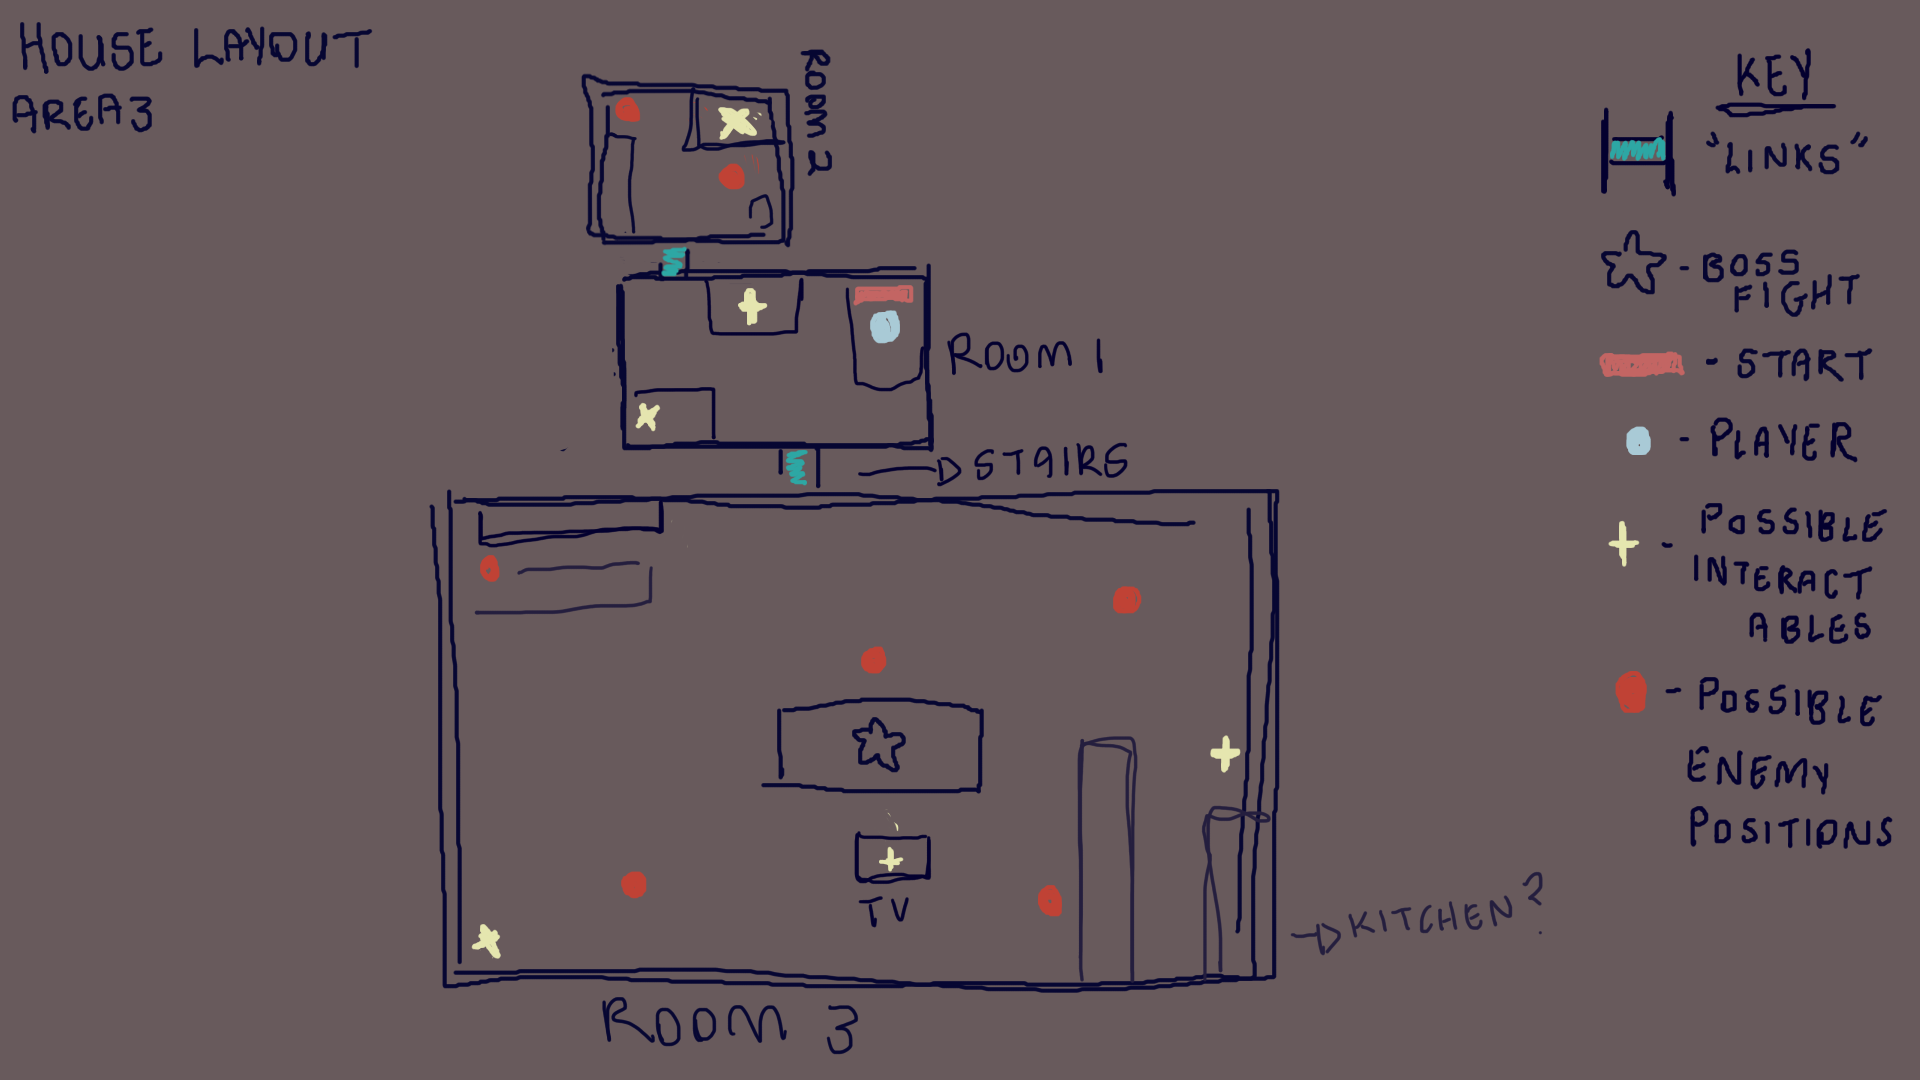 HOUSE LAYOUT
AREA3
ROOM 2
ROOM 1
STAIRS
TV
KITCHEN?
ROOM 3
KEY
"LINKS"
- BOSS
FIGHT
- START
- PLAYER
- POSSIBLE
INTERACT
ABLES
- POSSIBLE
ENEMY
POSITIONS